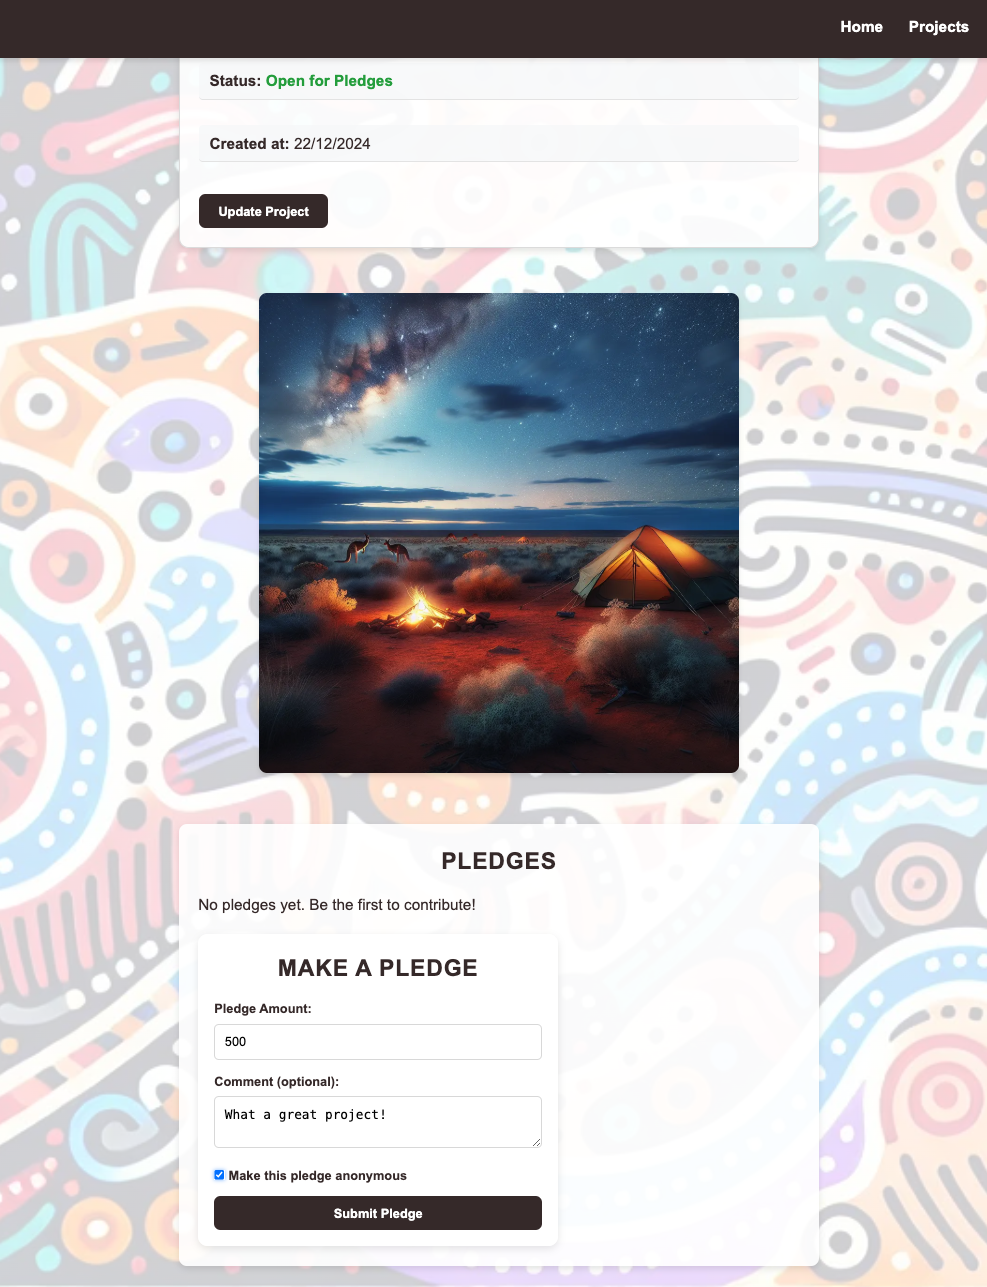 Home Projects
Status: Open for Pledges
Created at: 22/12/2024
Update Project
PLEDGES
No pledges yet. Be the first to contribute!
MAKE A PLEDGE
Pledge Amount:
500
Comment (optional):
What a great project!
Make this pledge anonymous
Submit Pledge